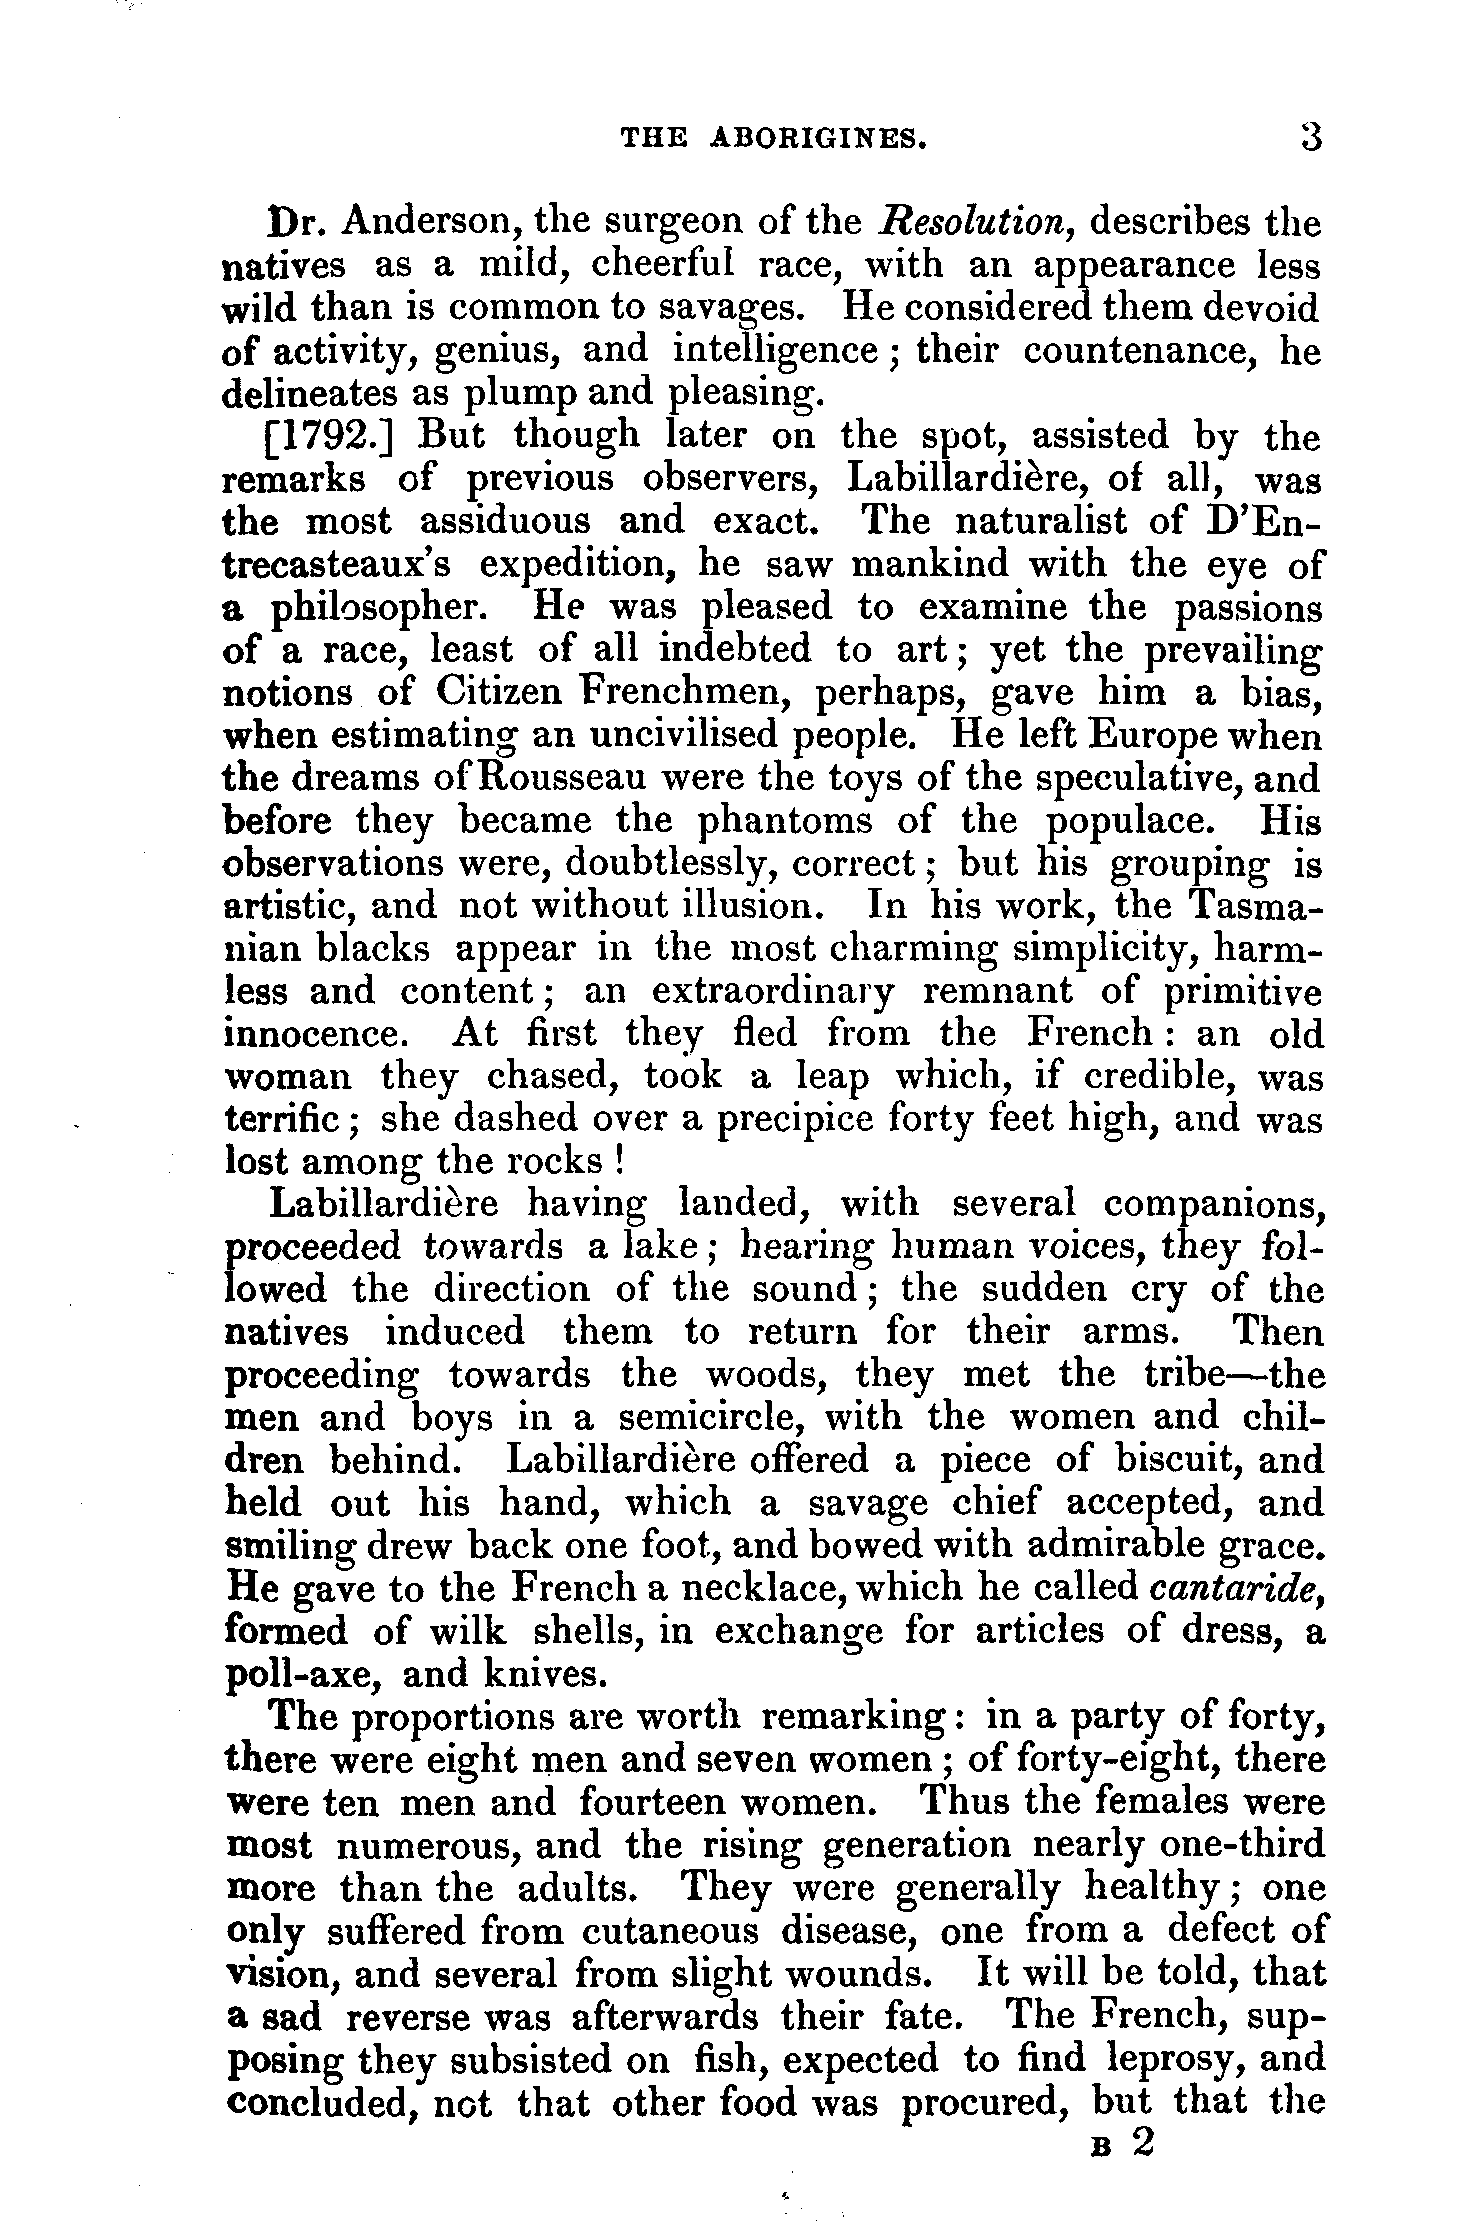 THE ABORIGINES. 3
Dr. Anderson, the surgeon of the Resolution, describes the
natives as a mild, cheerful race, with an appearance less
wild than is common to savages. He considered them devoid
of activity, genius, and intelligence ; their countenance, he
delineates as plump and pleasing.
[1792.] But though later on the spot, assisted by the
remarks of previous observers, Labillardière, of all, was
the most assiduous and exact. The naturalist of D'En-
trecasteaux's expedition, he saw mankind with the eye of
a philosopher. He was pleased to examine the passions
of a race, least of all indebted to art ; yet the prevailing
notions of Citizen Frenchmen, perhaps, gave him a bias,
when estimating an uncivilised people. He left Europe when
the dreams of Rousseau were the toys of the speculative, and
before they became the phantoms of the populace. His
observations were, doubtlessly, correct ; but his grouping is
artistic, and not without illusion. In his work, the Tasma-
nian blacks appear in the most charming simplicity, harm-
less and content ; an extraordinary remnant of primitive
innocence. At first they fled from the French : an old
woman they chased, took a leap which, if credible, was
terrific ; she dashed over a precipice forty feet high, and was
lost among the rocks !
Labillardière having landed, with several companions,
proceeded towards a lake ; hearing human voices, they fol-
lowed the direction of the sound ; the sudden cry of the
natives induced them to return for their arms. Then
proceeding towards the woods, they met the tribe—the
men and boys in a semicircle, with the women and chil-
dren behind. Labillardière offered a piece of biscuit, and
held out his hand, which a savage chief accepted, and
smiling drew back one foot, and bowed with admirable grace.
He gave to the French a necklace, which he called cantaride,
formed of wilk shells, in exchange for articles of dress, a
poll-axe, and knives.
The proportions are worth remarking : in a party of forty,
there were eight men and seven women ; of forty-eight, there
were ten men and fourteen women. Thus the females were
most numerous, and the rising generation nearly one-third
more than the adults. They were generally healthy ; one
only suffered from cutaneous disease, one from a defect of
vision, and several from slight wounds. It will be told, that
a sad reverse was afterwards their fate. The French, sup-
posing they subsisted on fish, expected to find leprosy, and
concluded, not that other food was procured, but that the
B 2